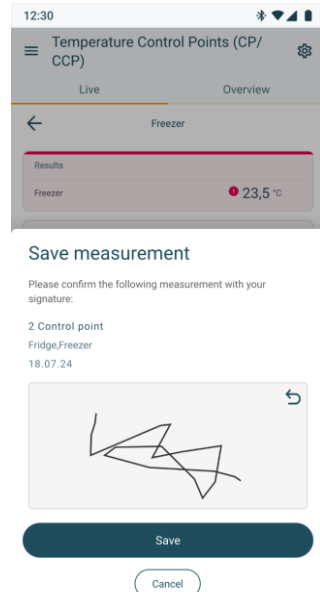 12:30
Temperature Control Points (CP/
CCP)
Live
Overview
Freezer
Results
Freezer
23,5 °C
Save measurement
Please confirm the following measurement with your
signature:
2 Control point
Fridge,Freezer
18.07.24
Save
Cancel